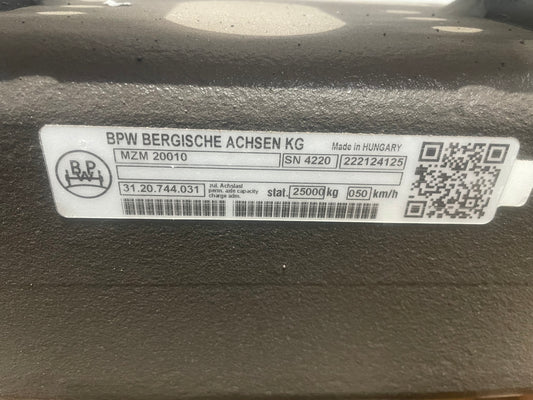 BPW BERGISCHE ACHSEN KG
Made in HUNGARY
BPW
MZM 20010
SN 4220
222124125
31.20.744.031
zul. Achslast
perm. axle capacity
charge adm.
stat. 25000 kg
050 km/h